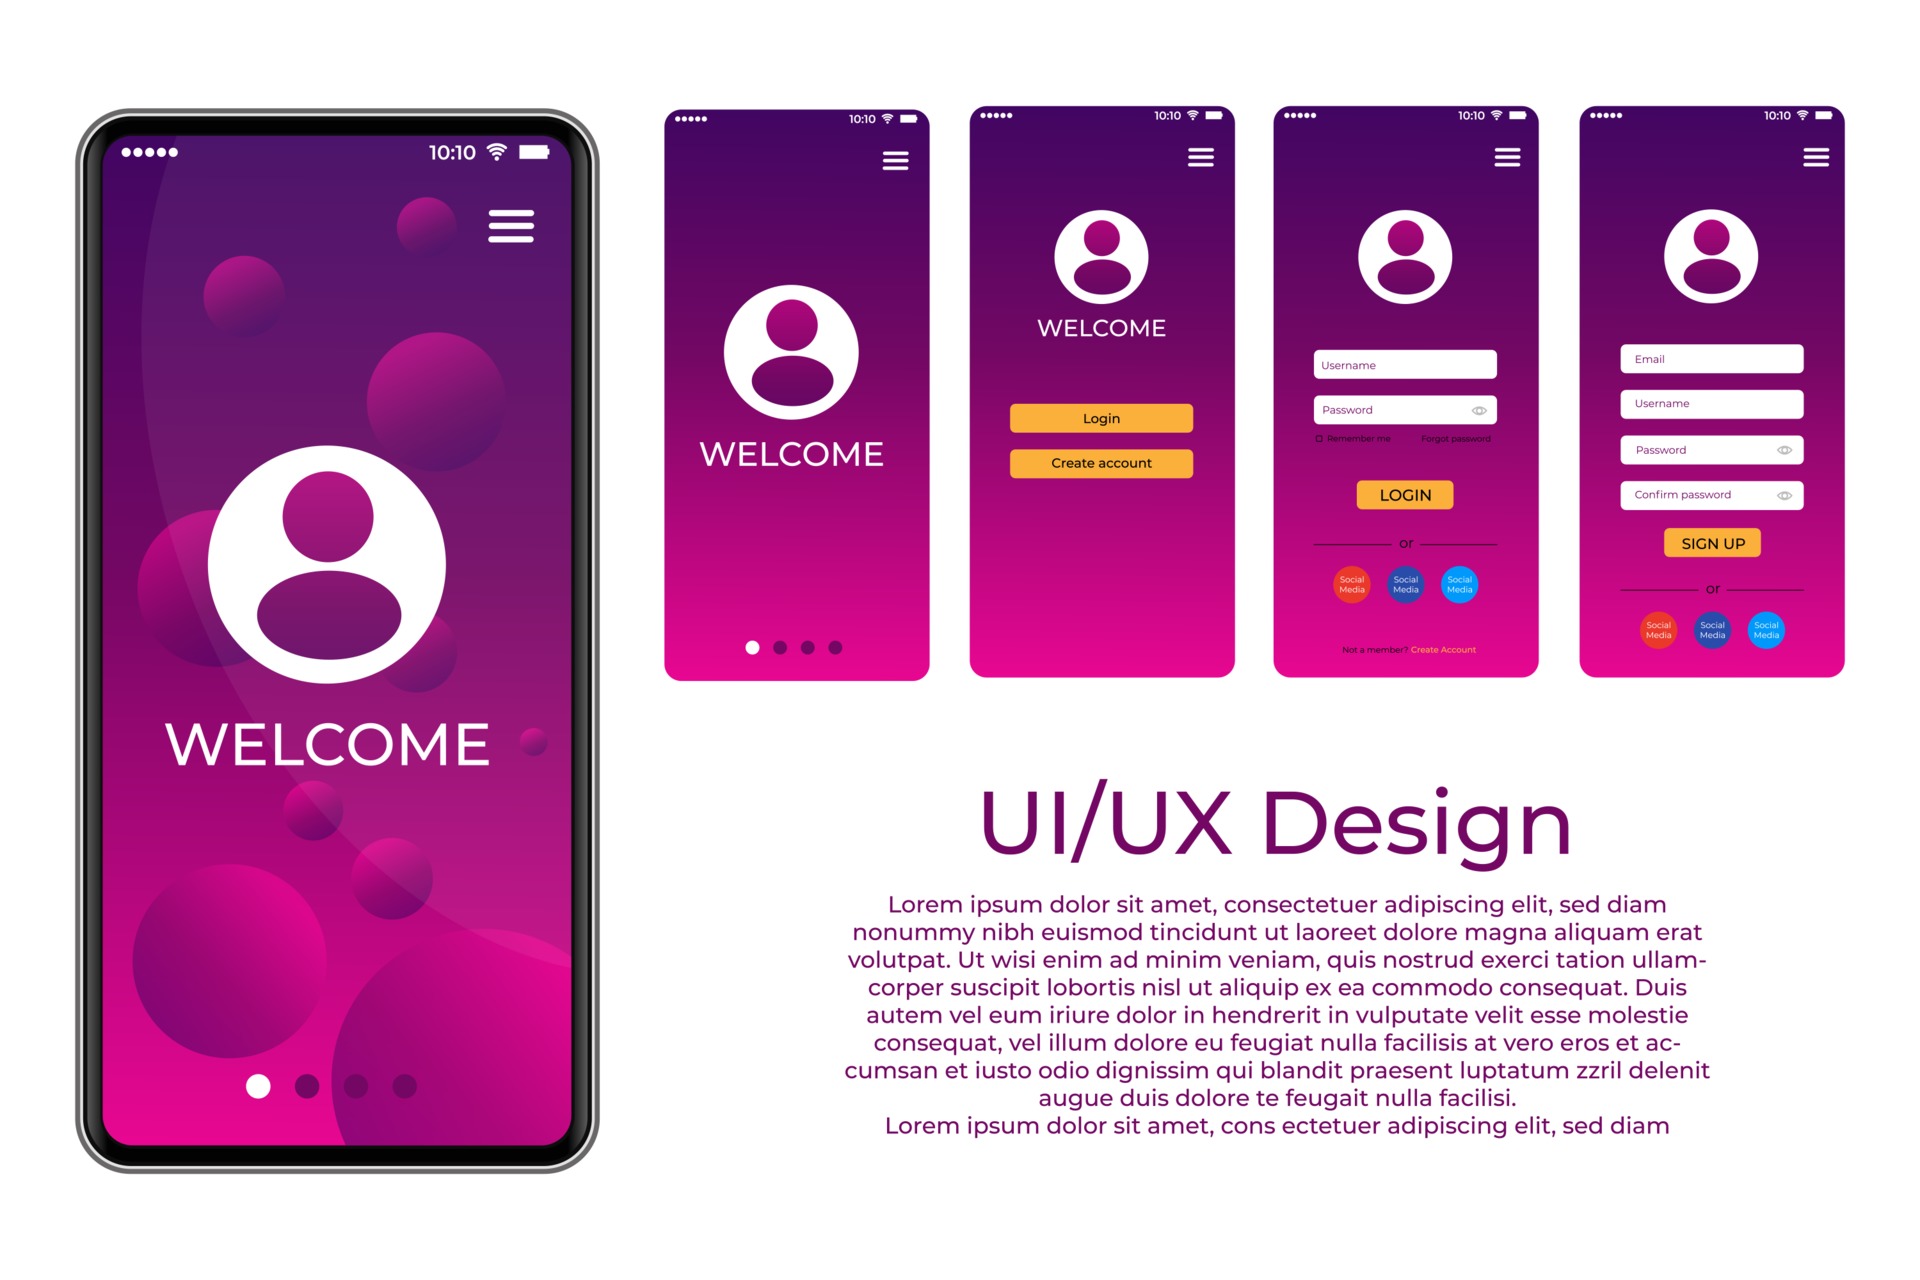 10:10
WELCOME
10:10
WELCOME
10:10
WELCOME
Login
Create account
10:10
Username
Password
Remember me Forgot password
LOGIN
or
Social Media
Social Media
Social Media
Not a member? Create Account
10:10
Email
Username
Password
Confirm password
SIGN UP
or
Social Media
Social Media
Social Media
UI/UX Design
Lorem ipsum dolor sit amet, consectetuer adipiscing elit, sed diam
nonummy nibh euismod tincidunt ut laoreet dolore magna aliquam erat
volutpat. Ut wisi enim ad minim veniam, quis nostrud exerci tation ullam-
corper suscipit lobortis nisl ut aliquip ex ea commodo consequat. Duis
autem vel eum iriure dolor in hendrerit in vulputate velit esse molestie
consequat, vel illum dolore eu feugiat nulla facilisis at vero eros et ac-
cumsan et iusto odio dignissim qui blandit praesent luptatum zzril delenit
augue duis dolore te feugait nulla facilisi.
Lorem ipsum dolor sit amet, cons ectetuer adipiscing elit, sed diam